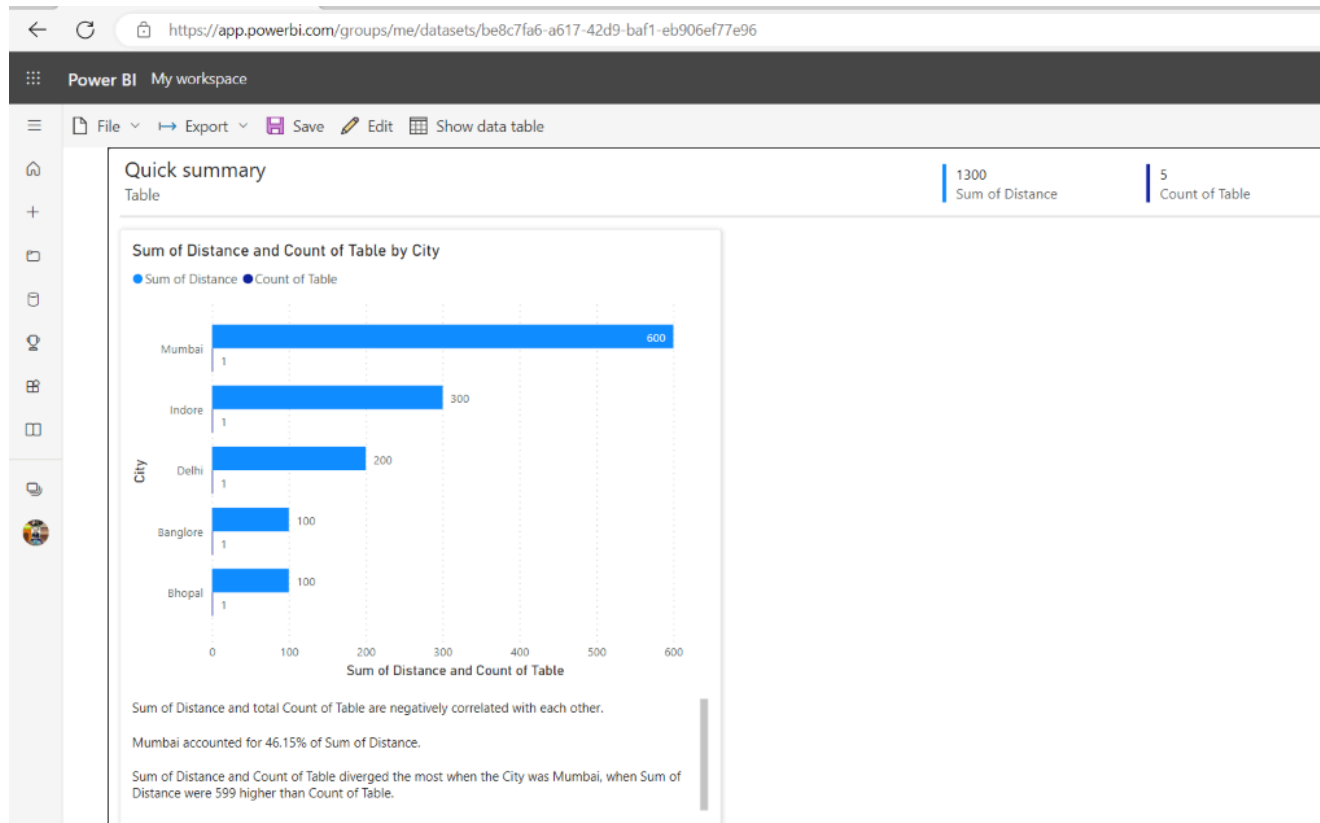 https://app.powerbi.com/groups/me/datasets/be8c7fa6-a617-42d9-baf1-eb906ef77e96
Power BI My workspace
File Export Save Edit Show data table
Quick summary
Table
1300
Sum of Distance
5
Count of Table
Sum of Distance and Count of Table by City
Sum of Distance Count of Table
City
Mumbai 600
1
Indore 300
1
Delhi 200
1
Banglore 100
1
Bhopal 100
1
0 100 200 300 400 500 600
Sum of Distance and Count of Table
Sum of Distance and total Count of Table are negatively correlated with each other.
Mumbai accounted for 46.15% of Sum of Distance.
Sum of Distance and Count of Table diverged the most when the City was Mumbai, when Sum of
Distance were 599 higher than Count of Table.